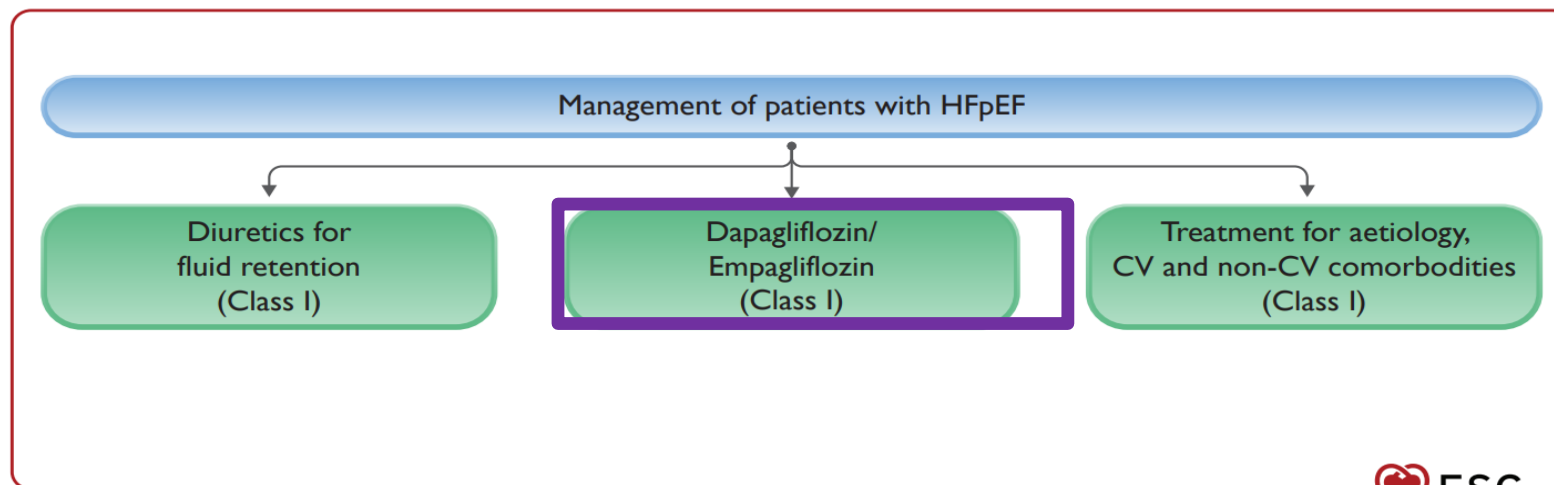 Management of patients with HFpEF
Diuretics for
fluid retention
(Class I)
Dapagliflozin/
Empagliflozin
(Class I)
Treatment for aetiology,
CV and non-CV comorbodities
(Class I)
ESC